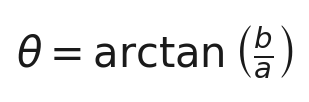 θ = arctan (b/a)